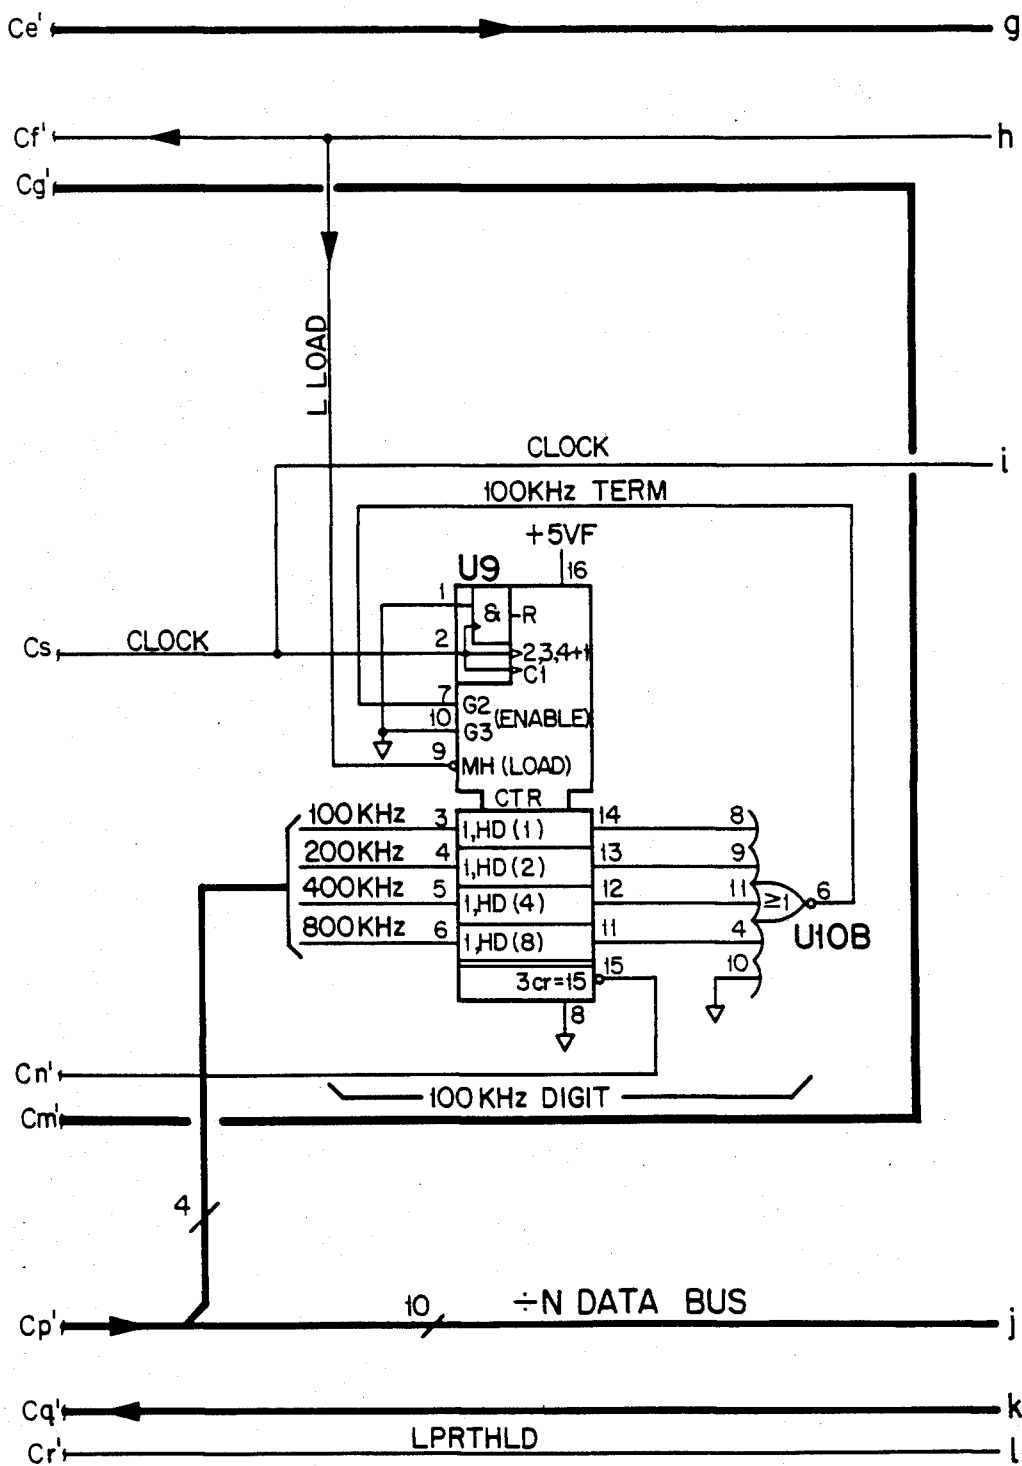 Ce' g
Cf' h
Cg'
L LOAD
CLOCK i
100KHz TERM
+5VF
U9 16
1 & R
Cs CLOCK 2 2,3,4+1
C1
7 G2
10 (ENABLE)
G3
9 MH (LOAD)
CTR
100KHz 3 1,HD (1) 14 8
200KHz 4 1,HD (2) 13 9
400KHz 5 1,HD (4) 12 11 ≥1 6
800KHz 6 1,HD (8) 11 4 U10B
3cr=15 15 10
8
Cn'
100KHz DIGIT
Cm'
4
10 ÷N DATA BUS
Cp' j
Cq' k
LPRTHLD
Cr' l